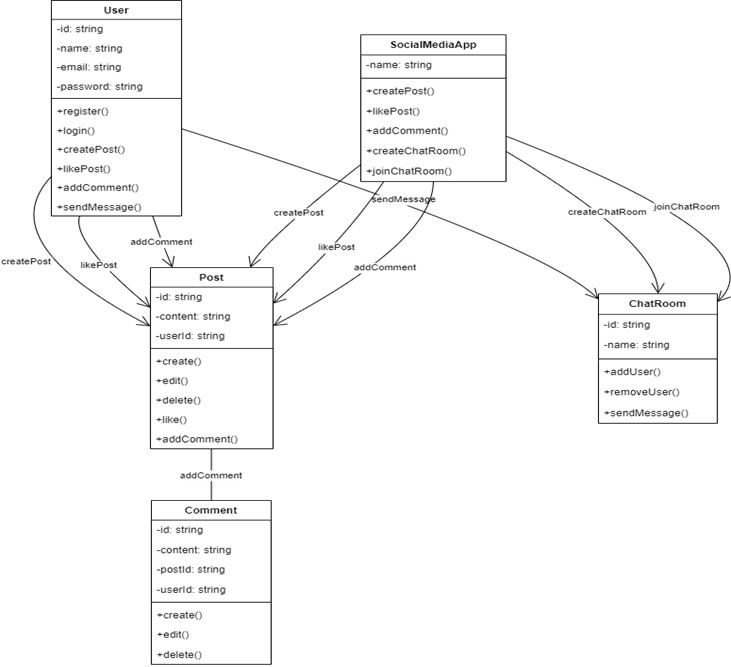 User
-id: string
-name: string
-email: string
-password: string
+register()
+login()
+createPost()
+likePost()
+addComment()
+sendMessage()
SocialMediaApp
-name: string
+createPost()
+likePost()
+addComment()
+createChatRoom()
+joinChatRoom()
sendMessage
createPost
createChatRoom
joinChatRoom
addComment
likePost
createPost
likePost
addComment
Post
-id: string
-content: string
-userId: string
+create()
+edit()
+delete()
+like()
+addComment()
ChatRoom
-id: string
-name: string
+addUser()
+removeUser()
+sendMessage()
addComment
Comment
-id: string
-content: string
-postId: string
-userId: string
+create()
+edit()
+delete()